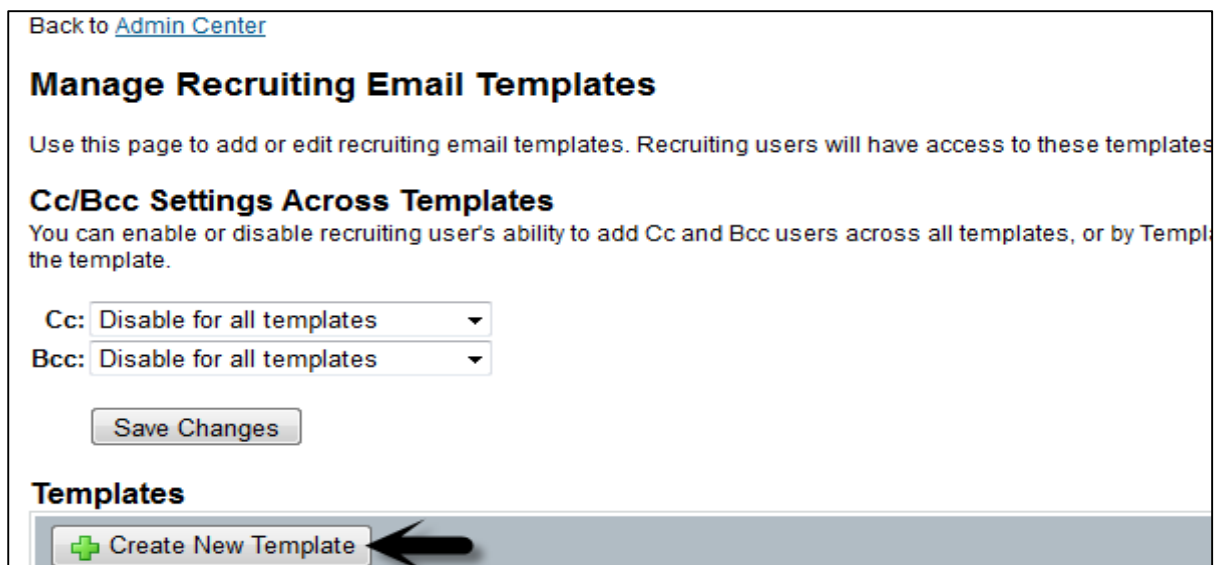 Back to Admin Center
Manage Recruiting Email Templates
Use this page to add or edit recruiting email templates. Recruiting users will have access to these templates
Cc/Bcc Settings Across Templates
You can enable or disable recruiting user's ability to add Cc and Bcc users across all templates, or by
the template.
Cc: Disable for all templates
Bcc: Disable for all templates
Save Changes
Templates
Create New Template